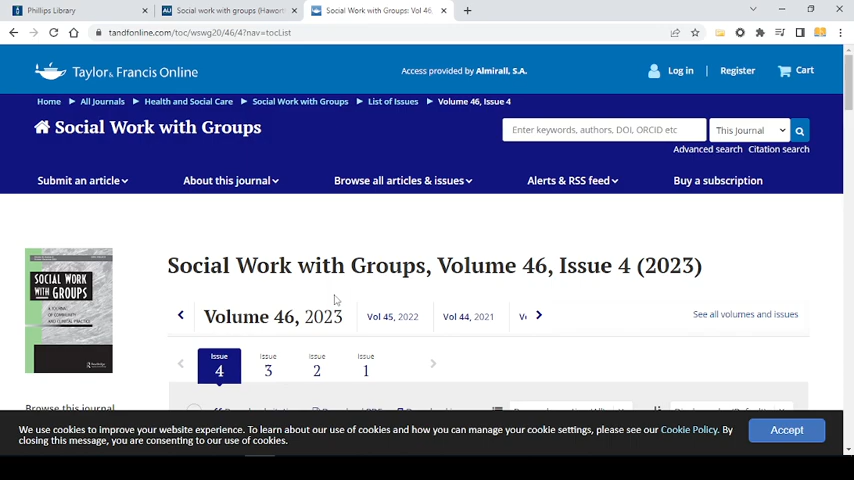 Phillips Library
Social work with groups (Hawort
Social Work with Groups: Vol 46,
tandfonline.com/toc/wswg20/46/4?nav=tocList
Taylor & Francis Online
Access provided by Almirall, S.A.
Log in | Register
Cart
Home ▶ All Journals ▶ Health and Social Care ▶ Social Work with Groups ▶ List of Issues ▶ Volume 46, Issue 4
Social Work with Groups
Enter keywords, authors, DOI, ORCID etc
This Journal
Advanced search Citation search
Submit an article
About this journal
Browse all articles & issues
Alerts & RSS feed
Buy a subscription
SOCIAL WORK
WITH GROUPS
Social Work with Groups, Volume 46, Issue 4 (2023)
Volume 46, 2023
Vol 45, 2022
Vol 44, 2021
See all volumes and issues
Issue
4
Issue
3
Issue
2
Issue
1
Browse this journal
We use cookies to improve your website experience. To learn about our use of cookies and how you can manage your cookie settings, please see our Cookie Policy. By
closing this message, you are consenting to our use of cookies.
Accept